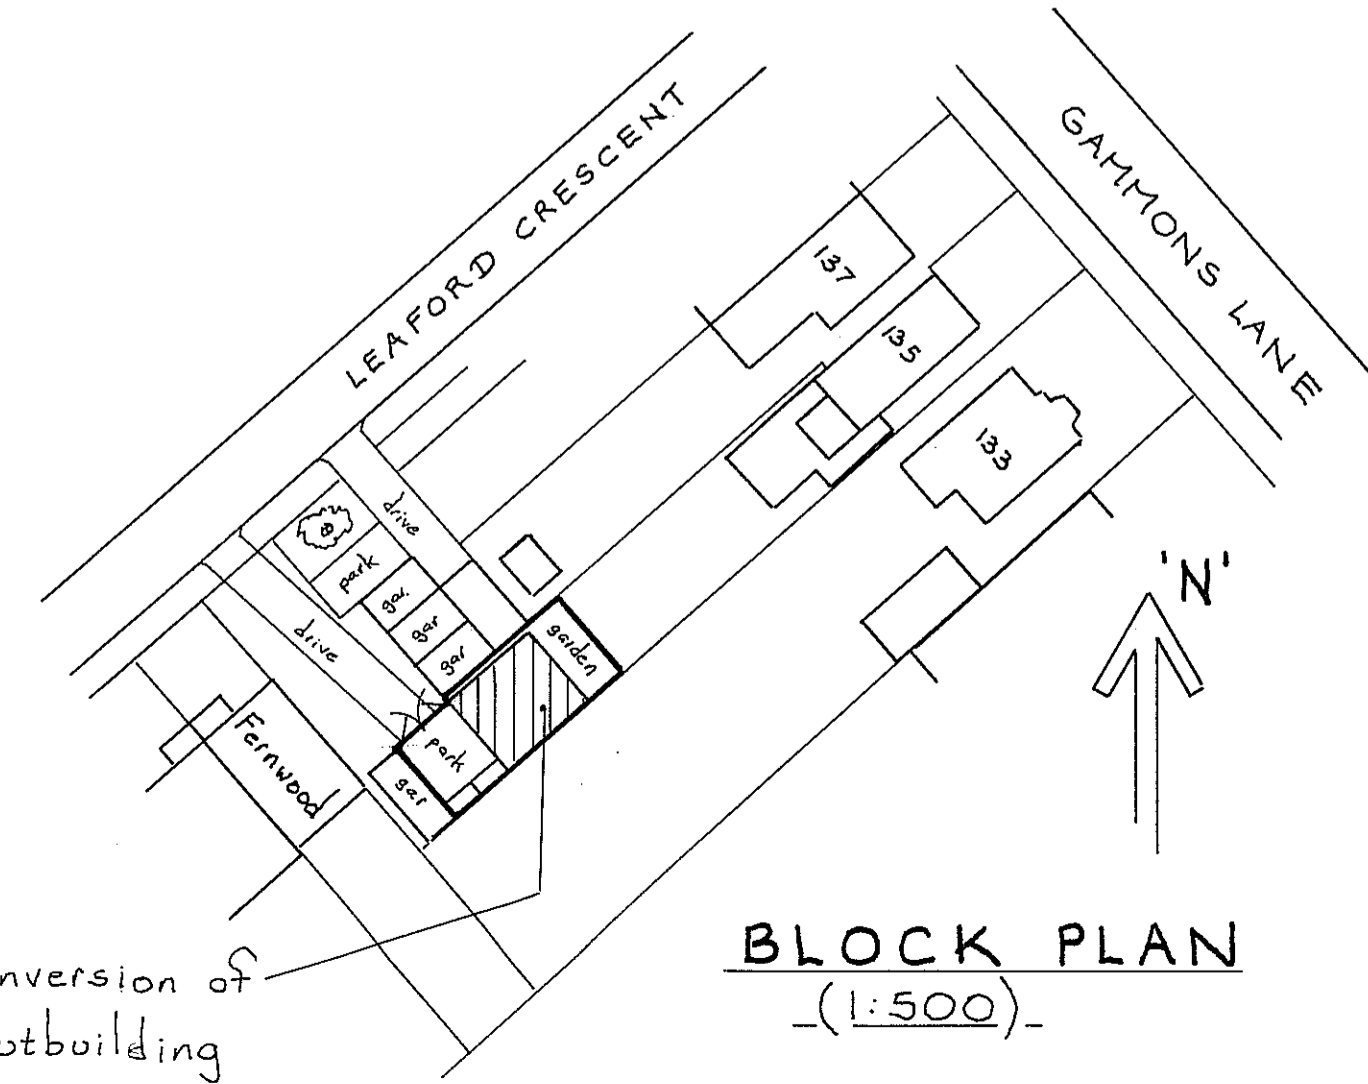 LEAFORD CRESCENT
GAMMONS LANE
137
135
133
drive
park
gar.
gar
gar
drive
garden
park
gar
Fernwood
'N'
nversion of
utbuilding
BLOCK PLAN
(1:500)